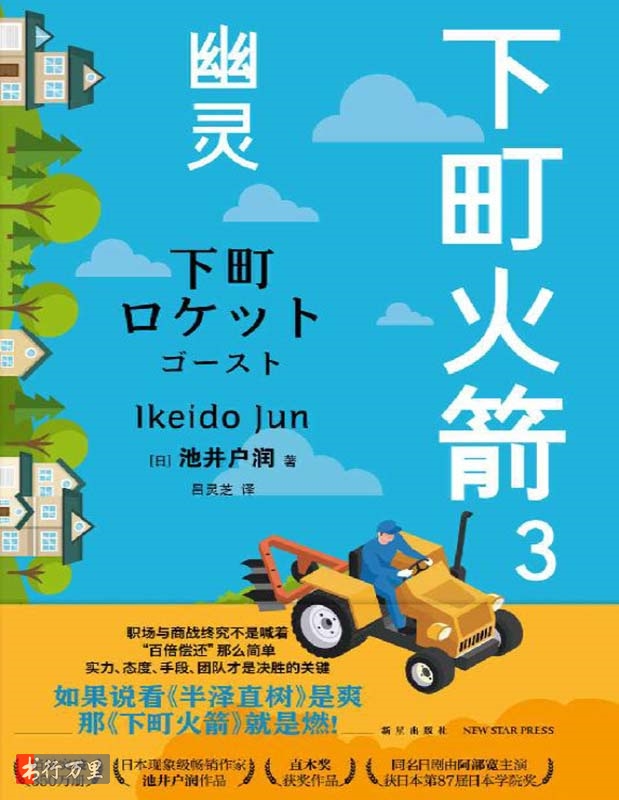 下町火箭3
幽灵
下町
ロケット
ゴースト
Ikeido Jun
[日] 池井户润 著
吕灵芝 译
职场与商战终究不是喊着
“百倍偿还”那么简单
实力、态度、手段、团队才是决胜的关键
如果说看《半泽直树》是爽
那《下町火箭》就是燃!
新星出版社 NEW STAR PRESS
日本现象级畅销作家
池井户润作品
直木奖
获奖作品
同名日剧由阿部宽主演
获日本第87届日本学院奖
书行万里